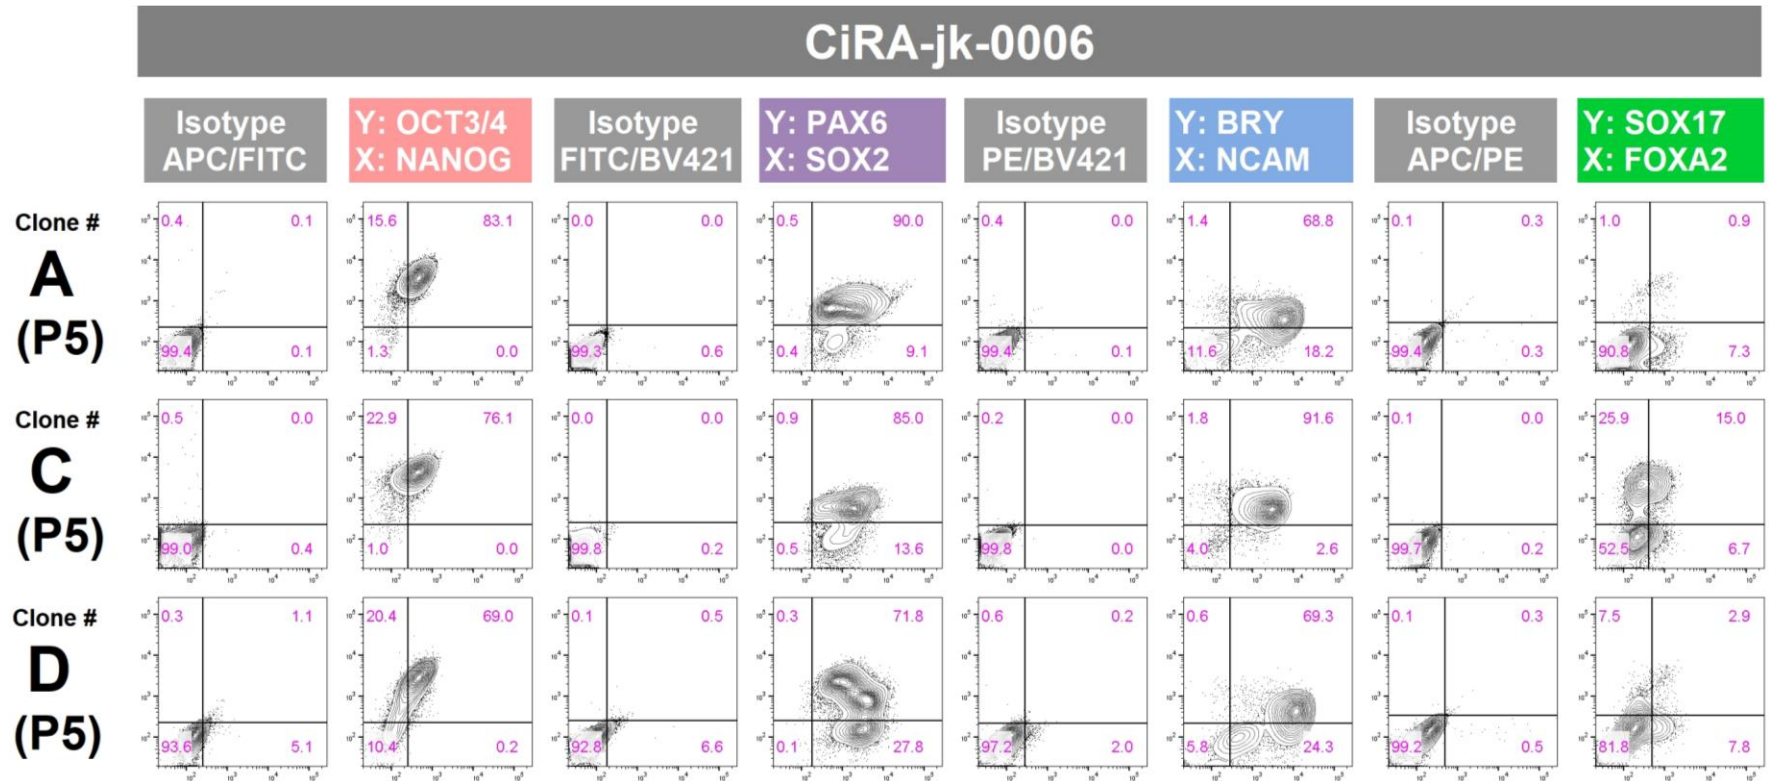 CiRA-jk-0006
Isotype
APC/FITC
Y: OCT3/4
X: NANOG
Isotype
FITC/BV421
Y: PAX6
X: SOX2
Isotype
PE/BV421
Y: BRY
X: NCAM
Isotype
APC/PE
Y: SOX17
X: FOXA2
Clone #
A
(P5)
0.4 0.1
99.4 0.1
15.6 83.1
1.3 0.0
0.0 0.0
99.3 0.6
0.5 90.0
0.4 9.1
0.4 0.0
99.4 0.1
1.4 68.8
11.6 18.2
0.1 0.3
99.4 0.3
1.0 0.9
90.8 7.3
Clone #
C
(P5)
0.5 0.0
99.0 0.4
22.9 76.1
1.0 0.0
0.0 0.0
99.8 0.2
0.9 85.0
0.5 13.6
0.2 0.0
99.8 0.0
1.8 91.6
4.0 2.6
0.1 0.0
99.7 0.2
25.9 15.0
52.5 6.7
Clone #
D
(P5)
0.3 1.1
93.6 5.1
20.4 69.0
10.4 0.2
0.1 0.5
92.8 6.6
0.3 71.8
0.1 27.8
0.6 0.2
97.2 2.0
0.6 69.3
5.8 24.3
0.1 0.3
99.2 0.5
7.5 2.9
81.8 7.8